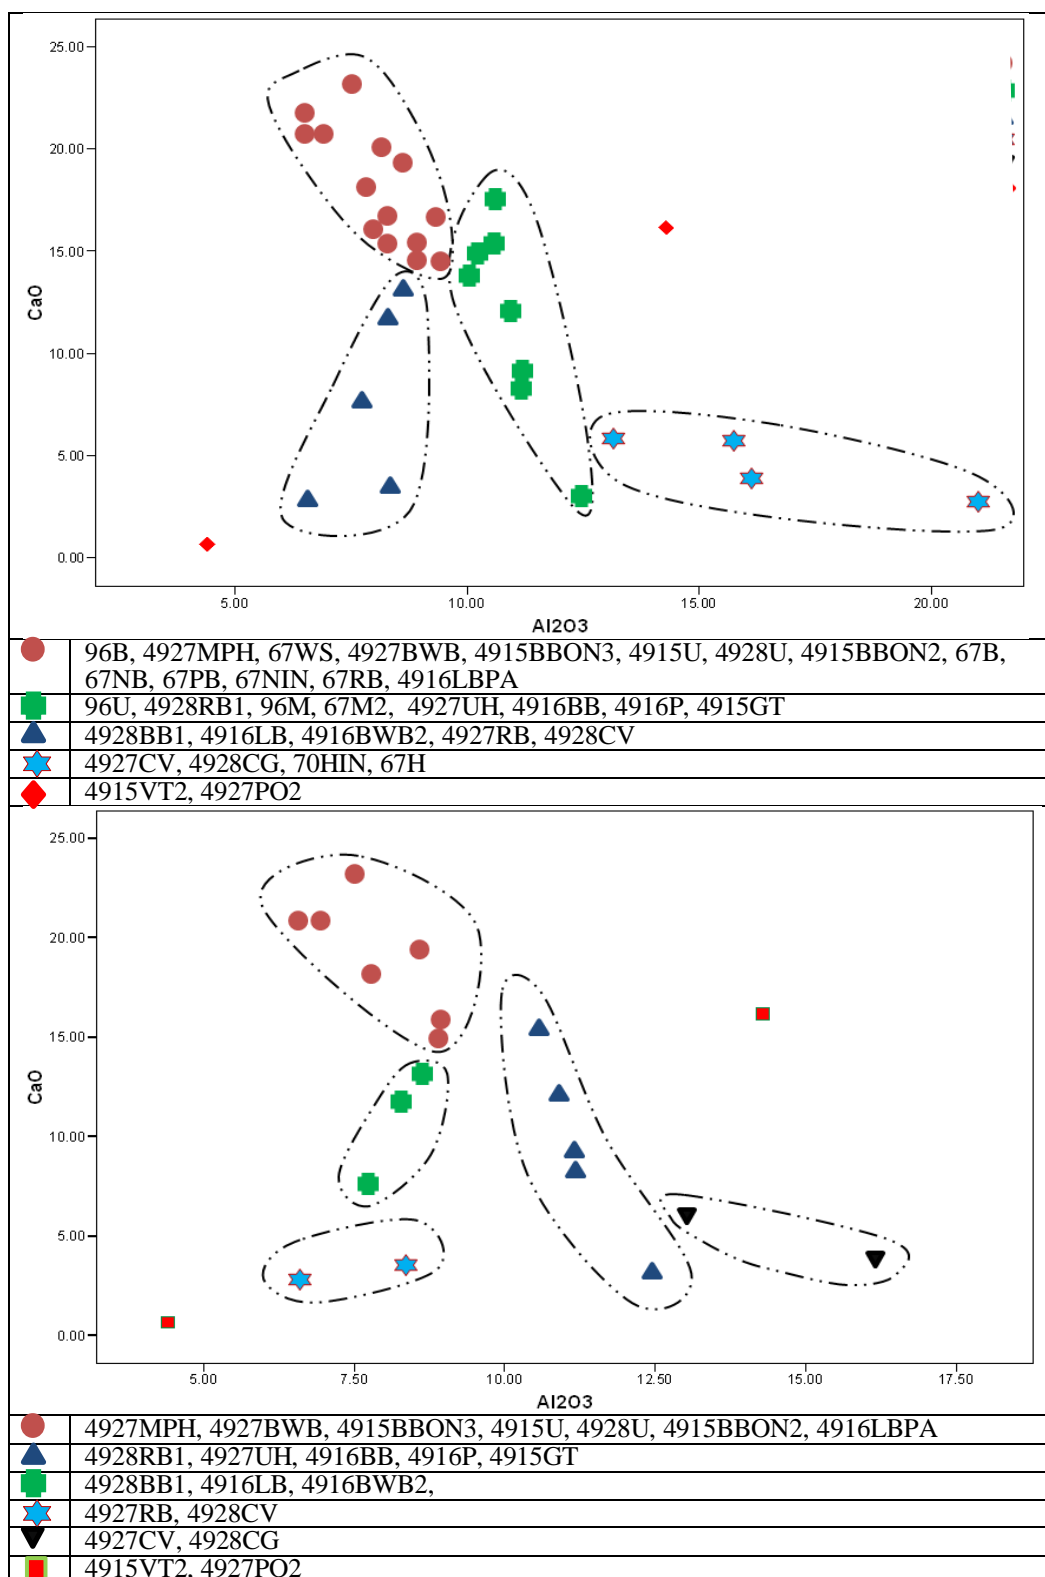 25.00
20.00
15.00
10.00
5.00
0.00
CaO
5.00 10.00 15.00 20.00
Al2O3
96B, 4927MPH, 67WS, 4927BWB, 4915BBON3, 4915U, 4928U, 4915BBON2, 67B,
67NB, 67PB, 67NIN, 67RB, 4916LBPA
96U, 4928RB1, 96M, 67M2, 4927UH, 4916BB, 4916P, 4915GT
4928BB1, 4916LB, 4916BWB2, 4927RB, 4928CV
4927CV, 4928CG, 70HIN, 67H
4915VT2, 4927PO2
25.00
20.00
15.00
10.00
5.00
0.00
CaO
5.00 7.50 10.00 12.50 15.00 17.50
Al2O3
4927MPH, 4927BWB, 4915BBON3, 4915U, 4928U, 4915BBON2, 4916LBPA
4928RB1, 4927UH, 4916BB, 4916P, 4915GT
4928BB1, 4916LB, 4916BWB2,
4927RB, 4928CV
4927CV, 4928CG
4915VT2, 4927PO2